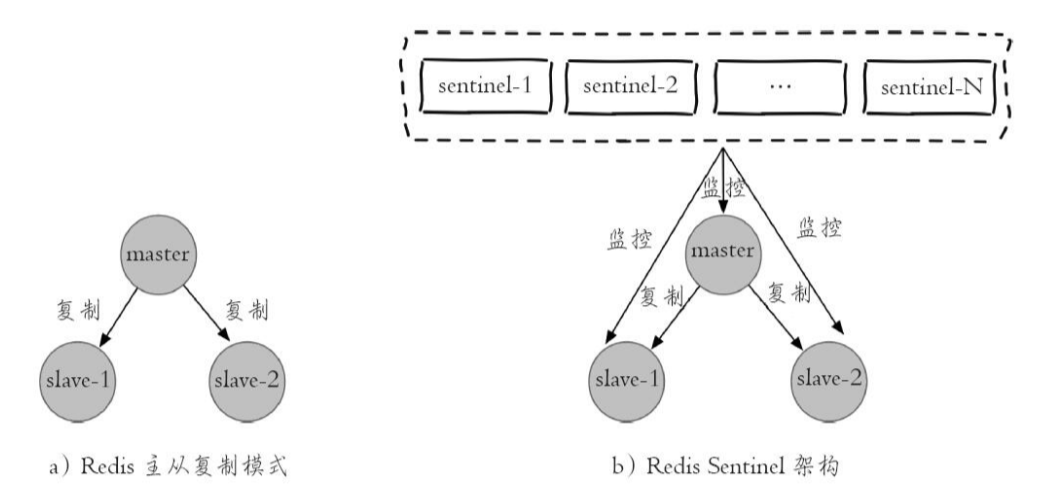 sentinel-1 sentinel-2 ... sentinel-N
监控
监控
监控
master
复制
复制
slave-1
slave-2
a）Redis 主从复制模式
master
复制
复制
slave-1
slave-2
b）Redis Sentinel 架构